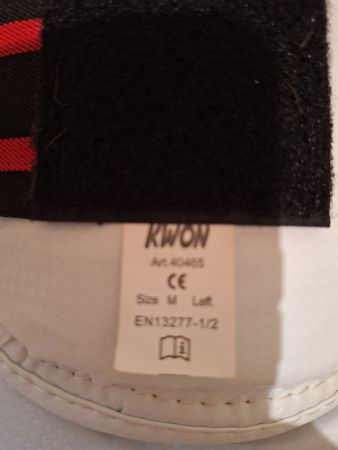 KWON
Art.40465
CE
Size M Left
EN13277-1/2
i